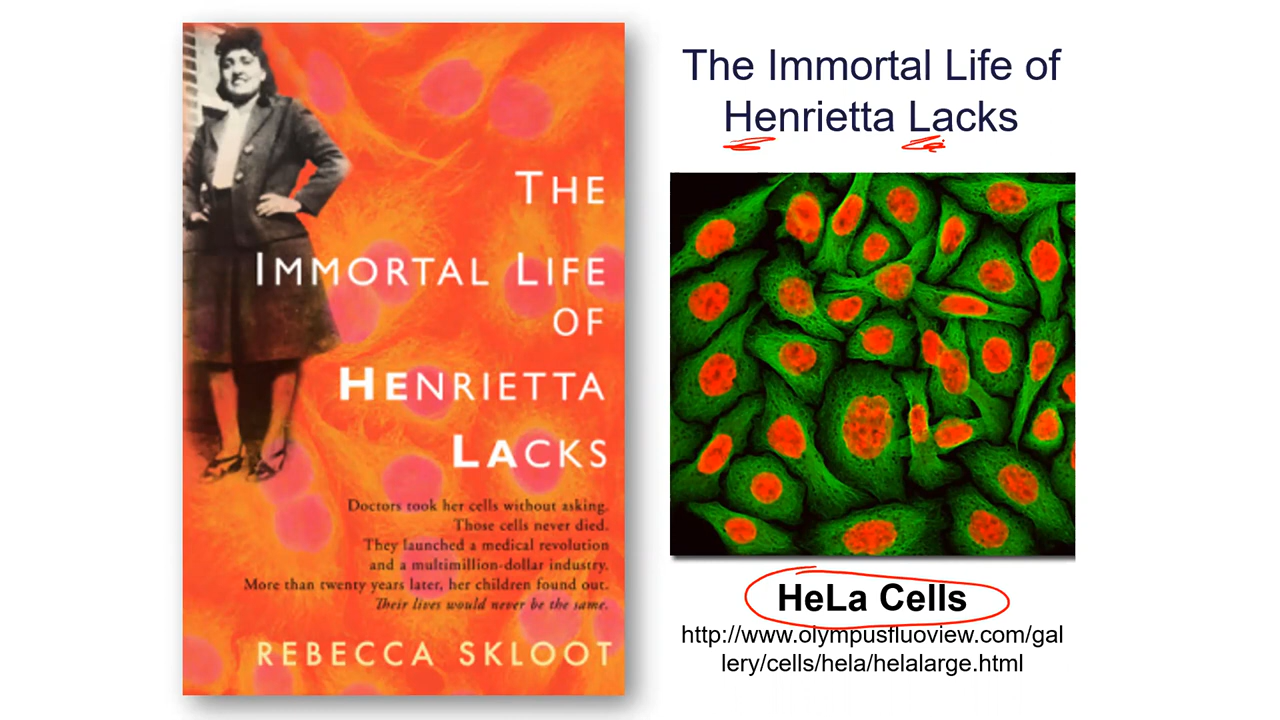 THE
IMMORTAL LIFE
OF
HENRIETTA
LACKS
Doctors took her cells without asking.
Those cells never died.
They launched a medical revolution
and a multimillion-dollar industry.
More than twenty years later, her children found out.
Their lives would never be the same.
REBECCA SKLOOT
The Immortal Life of
Henrietta Lacks
HeLa Cells
http://www.olympusfluoview.com/gal
lery/cells/hela/helalarge.html